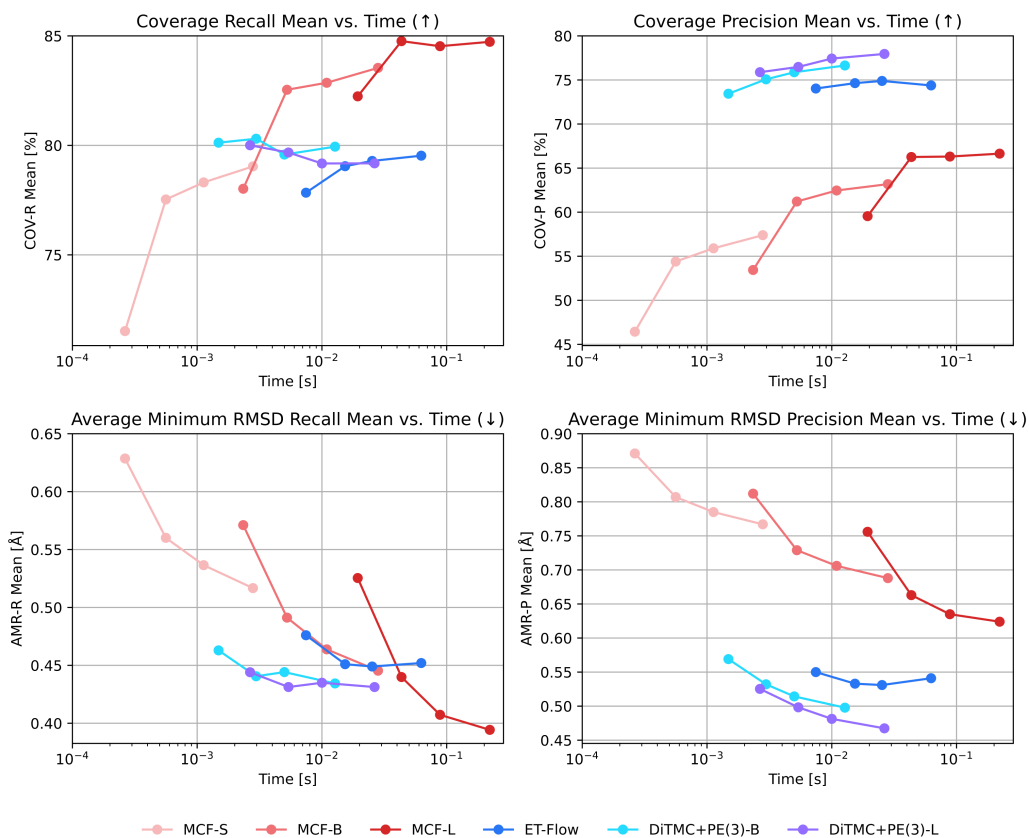 Coverage Recall Mean vs. Time (↑)
85
80
75
COV-R Mean [%]
10⁻⁴
10⁻³
10⁻²
10⁻¹
Time [s]
Coverage Precision Mean vs. Time (↑)
80
75
70
65
60
55
50
45
COV-P Mean [%]
10⁻⁴
10⁻³
10⁻²
10⁻¹
Time [s]
Average Minimum RMSD Recall Mean vs. Time (↓)
0.65
0.60
0.55
0.50
0.45
0.40
AMR-R Mean [Å]
10⁻⁴
10⁻³
10⁻²
10⁻¹
Time [s]
Average Minimum RMSD Precision Mean vs. Time (↓)
0.90
0.85
0.80
0.75
0.70
0.65
0.60
0.55
0.50
0.45
AMR-P Mean [Å]
10⁻⁴
10⁻³
10⁻²
10⁻¹
Time [s]
MCF-S
MCF-B
MCF-L
ET-Flow
DiTMC+PE(3)-B
DiTMC+PE(3)-L